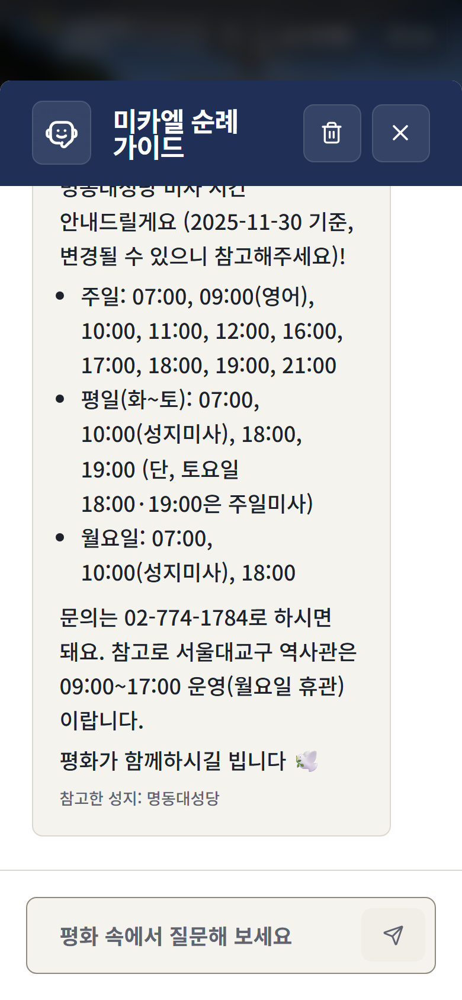 미카엘 순례
가이드
명동대성당 미사 시간
안내드릴게요 (2025-11-30 기준,
변경될 수 있으니 참고해주세요)!
• 주일: 07:00, 09:00(영어),
10:00, 11:00, 12:00, 16:00,
17:00, 18:00, 19:00, 21:00
• 평일(화~토): 07:00,
10:00(성지미사), 18:00,
19:00 (단, 토요일
18:00·19:00은 주일미사)
• 월요일: 07:00,
10:00(성지미사), 18:00
문의는 02-774-1784로 하시면
돼요. 참고로 서울대교구 역사관은
09:00~17:00 운영(월요일 휴관)
이랍니다.
평화가 함께하시길 빕니다 🕊️
참고한 성지: 명동대성당
평화 속에서 질문해 보세요